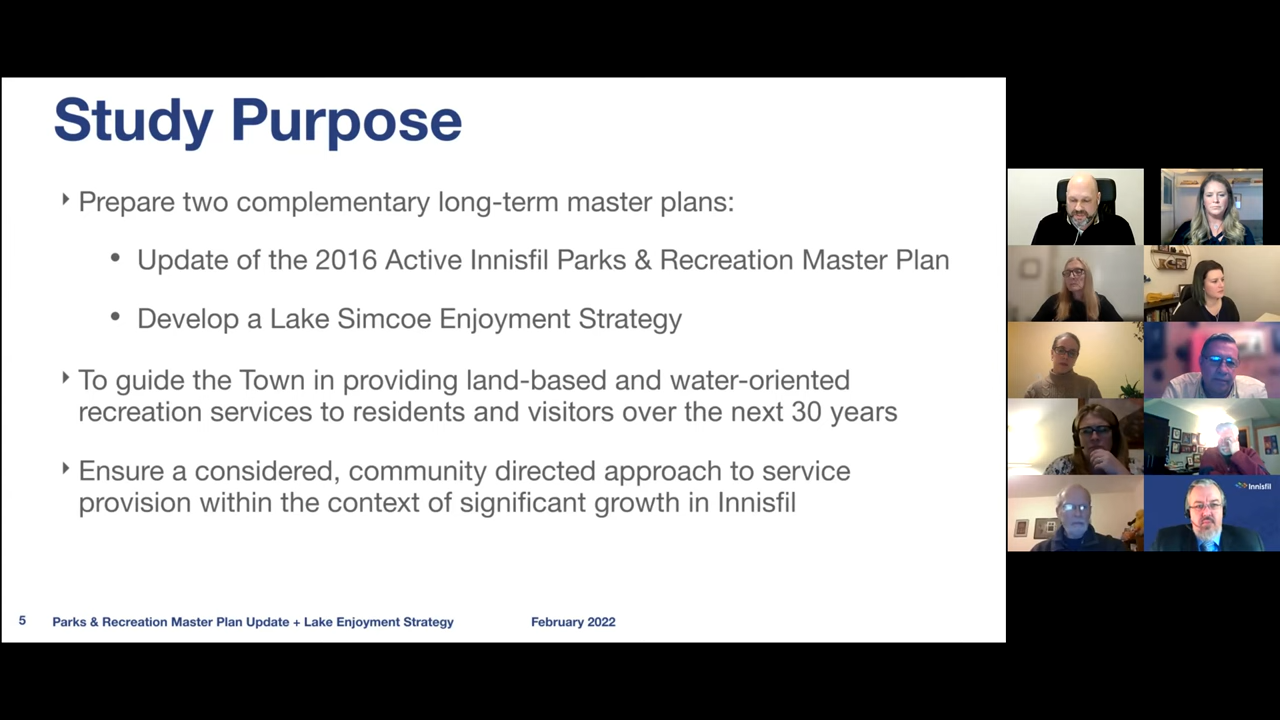 Study Purpose
Prepare two complementary long-term master plans:
Update of the 2016 Active Innisfil Parks & Recreation Master Plan
Develop a Lake Simcoe Enjoyment Strategy
To guide the Town in providing land-based and water-oriented
recreation services to residents and visitors over the next 30 years
Ensure a considered, community directed approach to service
provision within the context of significant growth in Innisfil
5 Parks & Recreation Master Plan Update + Lake Enjoyment Strategy February 2022
Innisfil